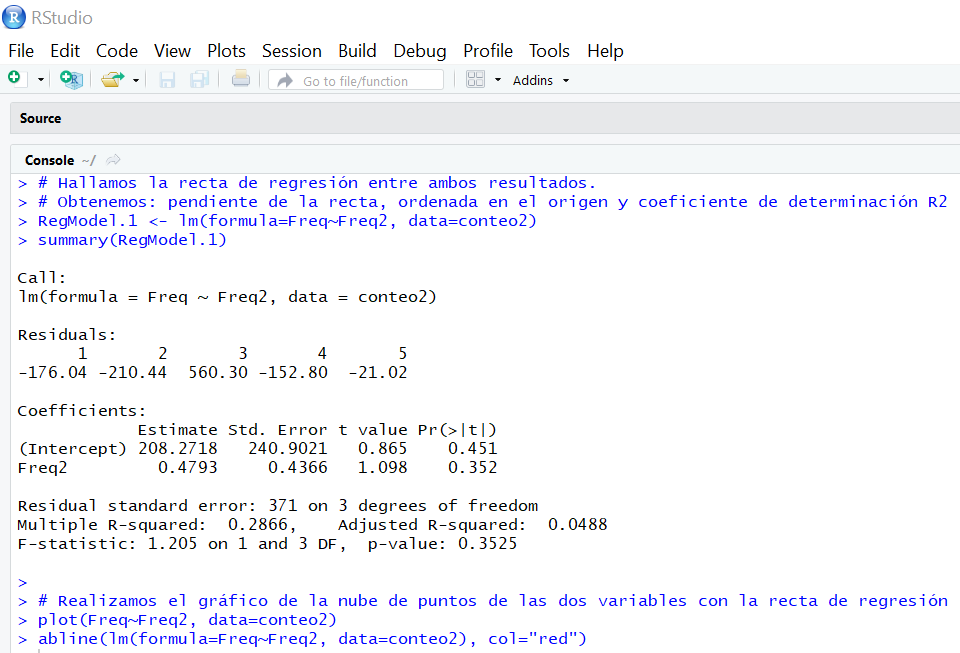 RStudio
File Edit Code View Plots Session Build Debug Profile Tools Help
Go to file/function Addins
Source
Console ~/
> # Hallamos la recta de regresión entre ambos resultados.
> # Obtenemos: pendiente de la recta, ordenada en el origen y coeficiente de determinación R2
> RegModel.1 <- lm(formula=Freq~Freq2, data=conteo2)
> summary(RegModel.1)
Call:
lm(formula = Freq ~ Freq2, data = conteo2)
Residuals:
1 2 3 4 5
-176.04 -210.44 560.30 -152.80 -21.02
Coefficients:
Estimate Std. Error t value Pr(>|t|)
(Intercept) 208.2718 240.9021 0.865 0.451
Freq2 0.4793 0.4366 1.098 0.352
Residual standard error: 371 on 3 degrees of freedom
Multiple R-squared: 0.2866, Adjusted R-squared: 0.0488
F-statistic: 1.205 on 1 and 3 DF, p-value: 0.3525
>
> # Realizamos el gráfico de la nube de puntos de las dos variables con la recta de regresión
> plot(Freq~Freq2, data=conteo2)
> abline(lm(formula=Freq~Freq2, data=conteo2), col="red")